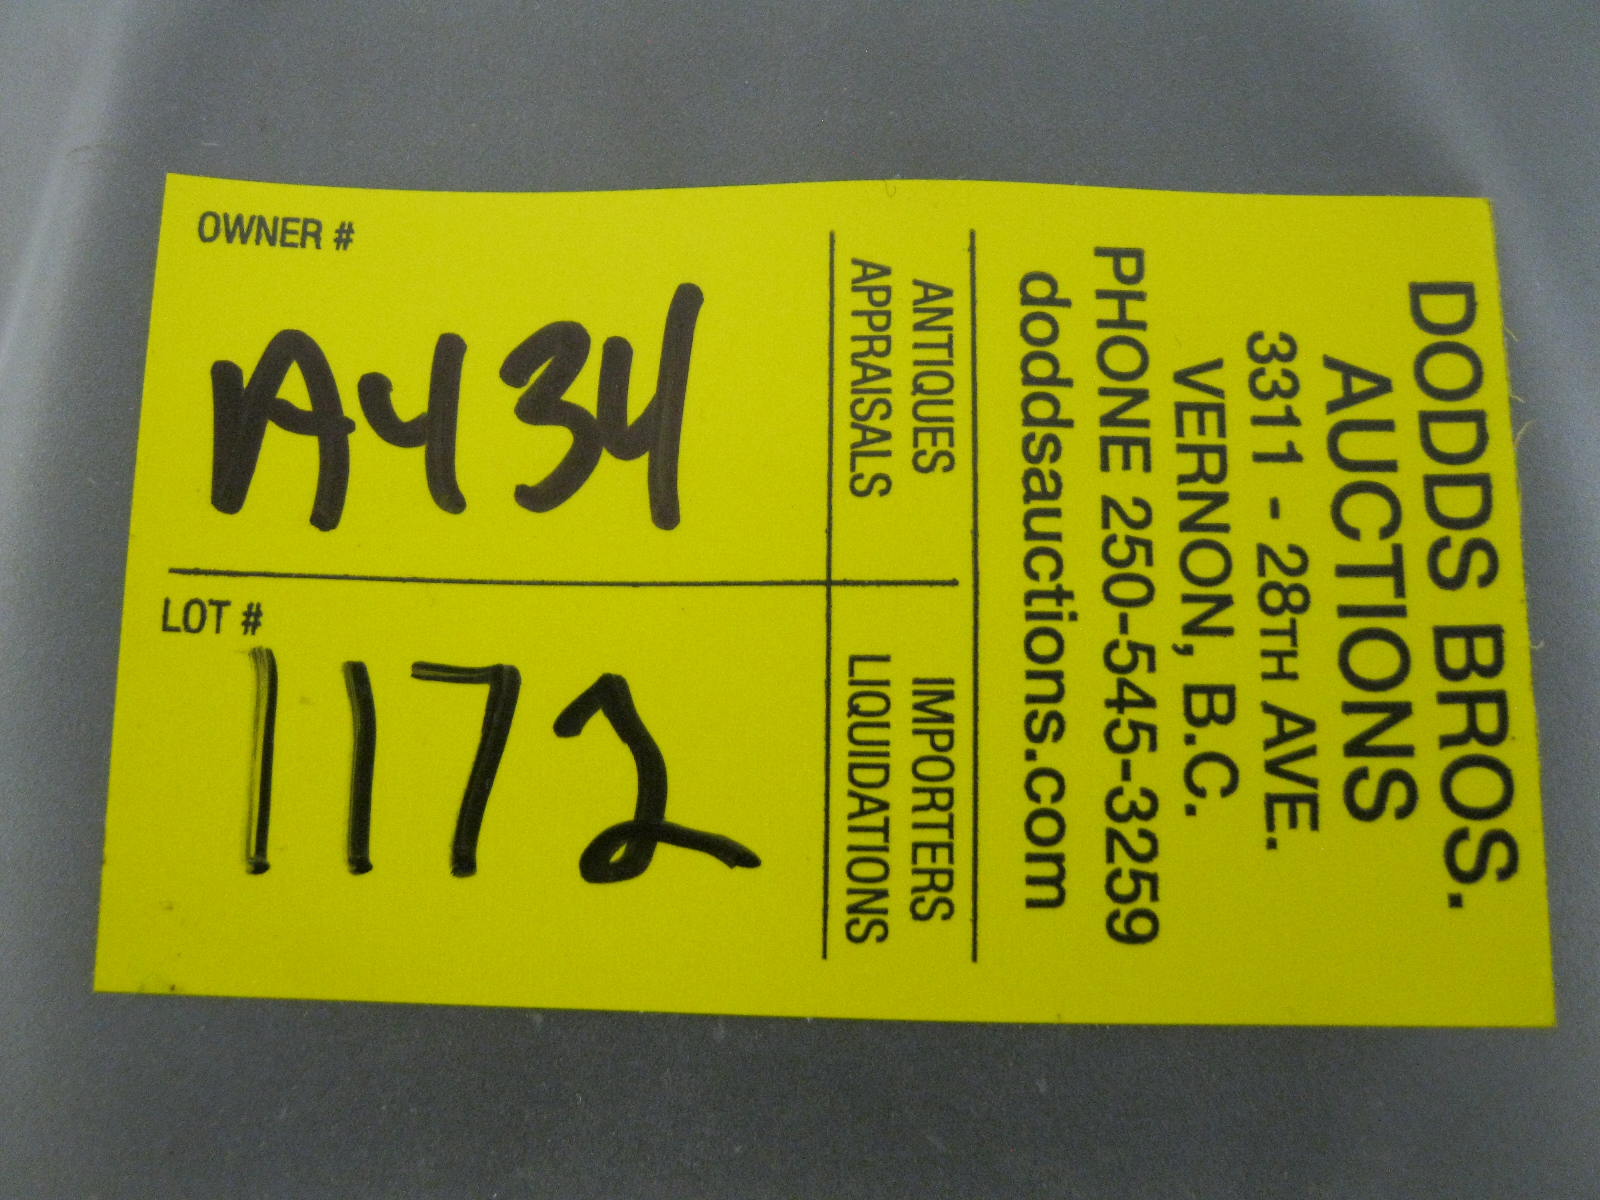 OWNER #
A434
LOT #
1172
DODDS BROS.
AUCTIONS
3311 - 28TH AVE.
VERNON, B.C.
PHONE 250-545-3259
doddsauctions.com
ANTIQUES IMPORTERS
APPRAISALS LIQUIDATIONS